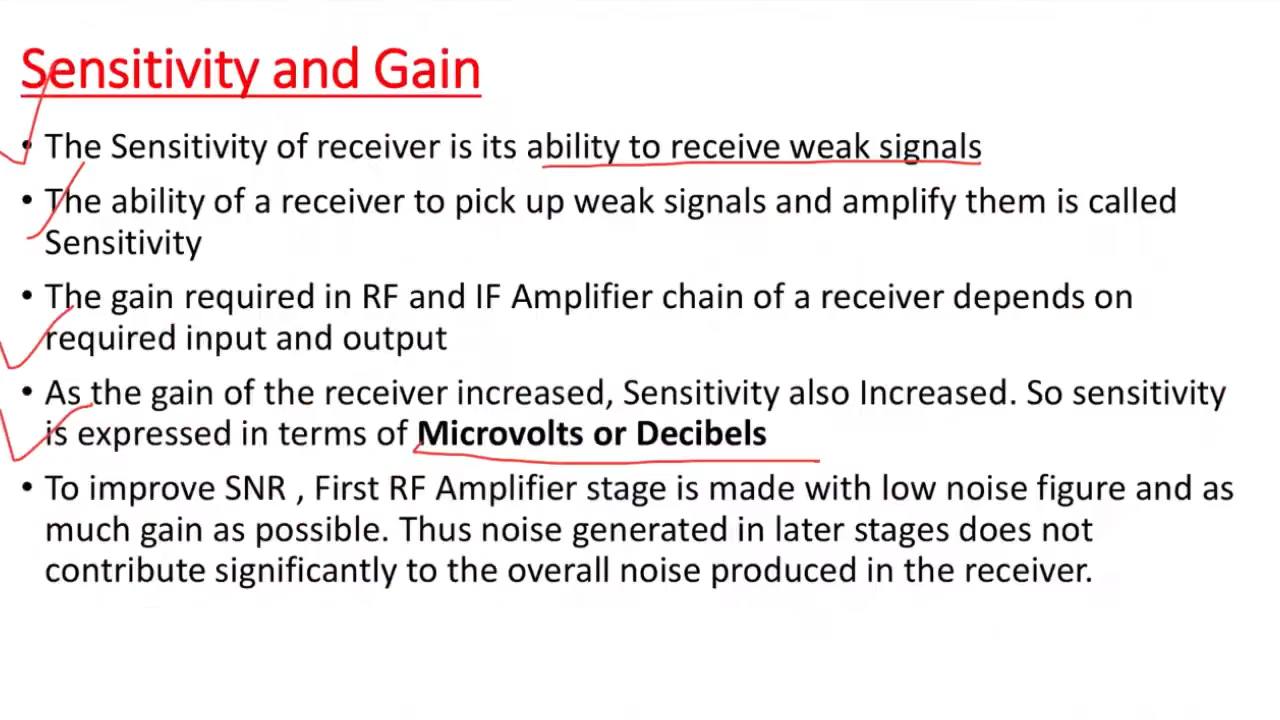 Sensitivity and Gain
• The Sensitivity of receiver is its ability to receive weak signals
• The ability of a receiver to pick up weak signals and amplify them is called
Sensitivity
• The gain required in RF and IF Amplifier chain of a receiver depends on
required input and output
• As the gain of the receiver increased, Sensitivity also Increased. So sensitivity
is expressed in terms of Microvolts or Decibels
• To improve SNR , First RF Amplifier stage is made with low noise figure and as
much gain as possible. Thus noise generated in later stages does not
contribute significantly to the overall noise produced in the receiver.